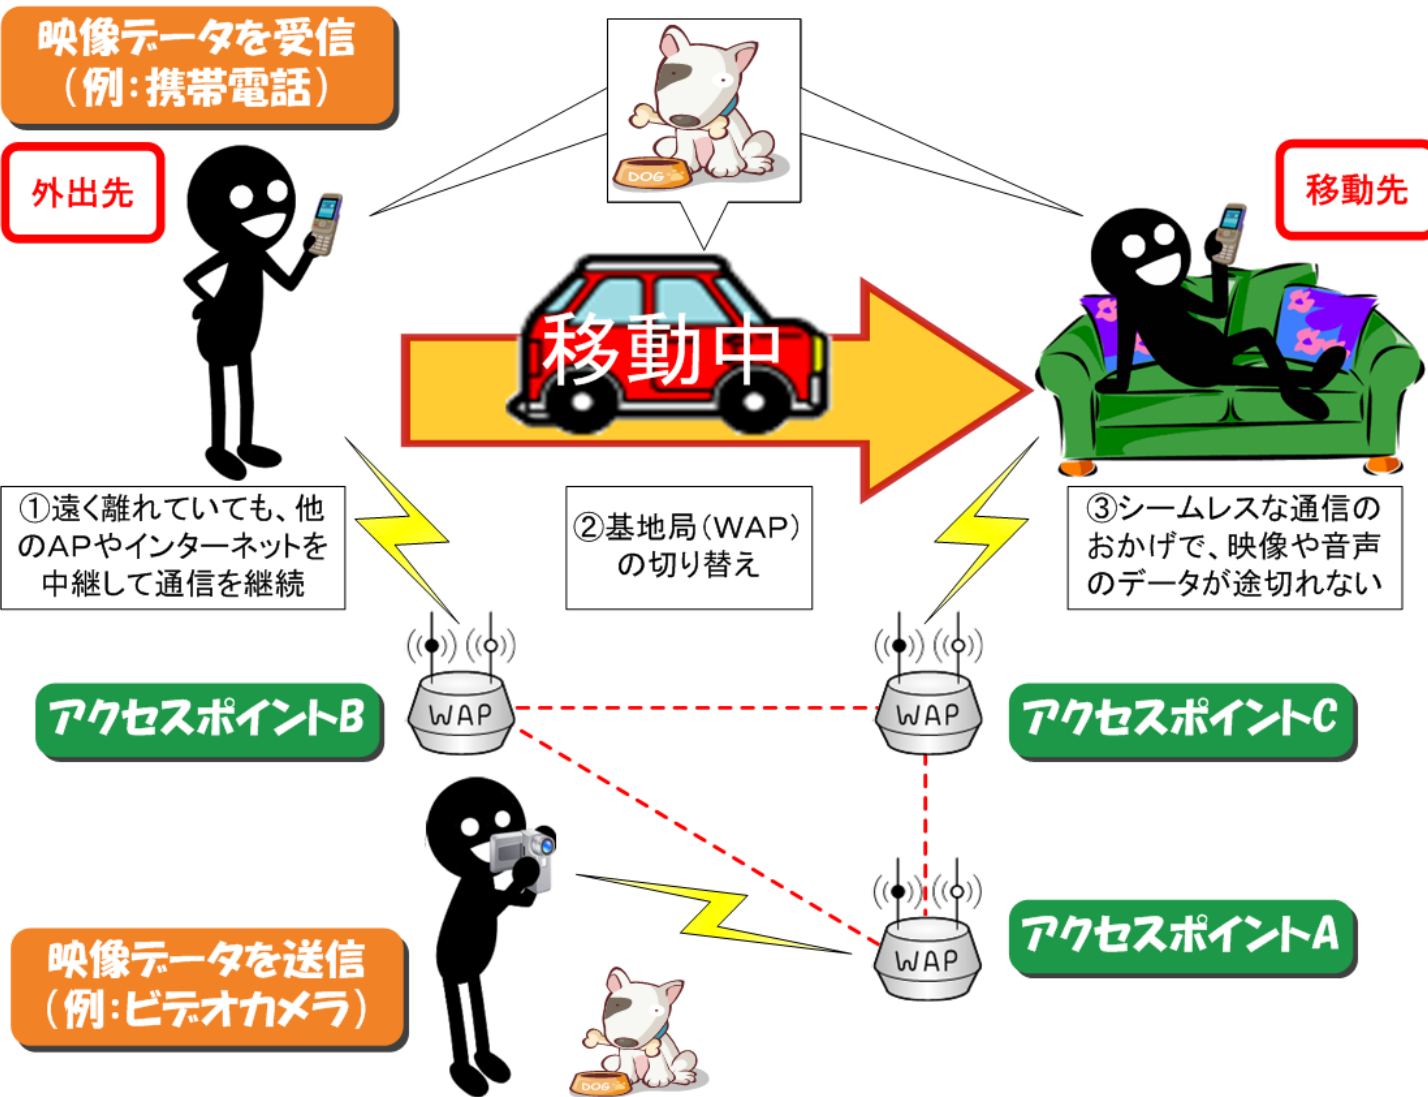 映像データを受信
（例：携帯電話）
外出先
DOG
移動先
移動中
①遠く離れていても、他
のAPやインターネットを
中継して通信を継続
②基地局（WAP）
の切り替え
③シームレスな通信の
おかげで、映像や音声
のデータが途切れない
アクセスポイントB
WAP
WAP
アクセスポイントC
WAP
アクセスポイントA
映像データを送信
（例：ビデオカメラ）
DOG